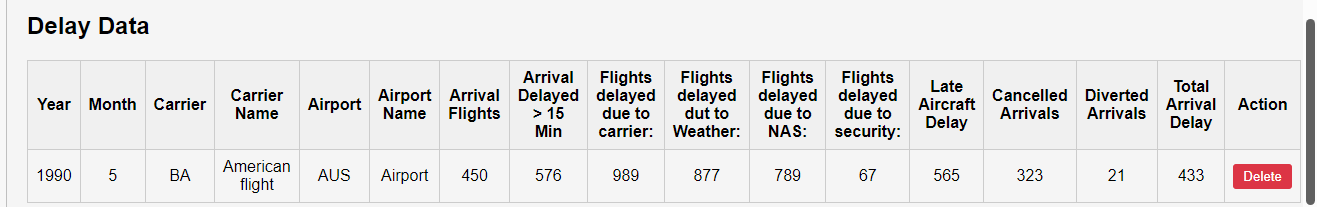 Delay Data
Year Month Carrier Carrier Name Airport Airport Name Arrival Flights Arrival Delayed > 15 Min Flights delayed due to carrier: Flights delayed dut to Weather: Flights delayed due to NAS: Flights delayed due to security: Late Aircraft Delay Cancelled Arrivals Diverted Arrivals Total Arrival Delay Action
1990 5 BA American flight AUS Airport 450 576 989 877 789 67 565 323 21 433 Delete